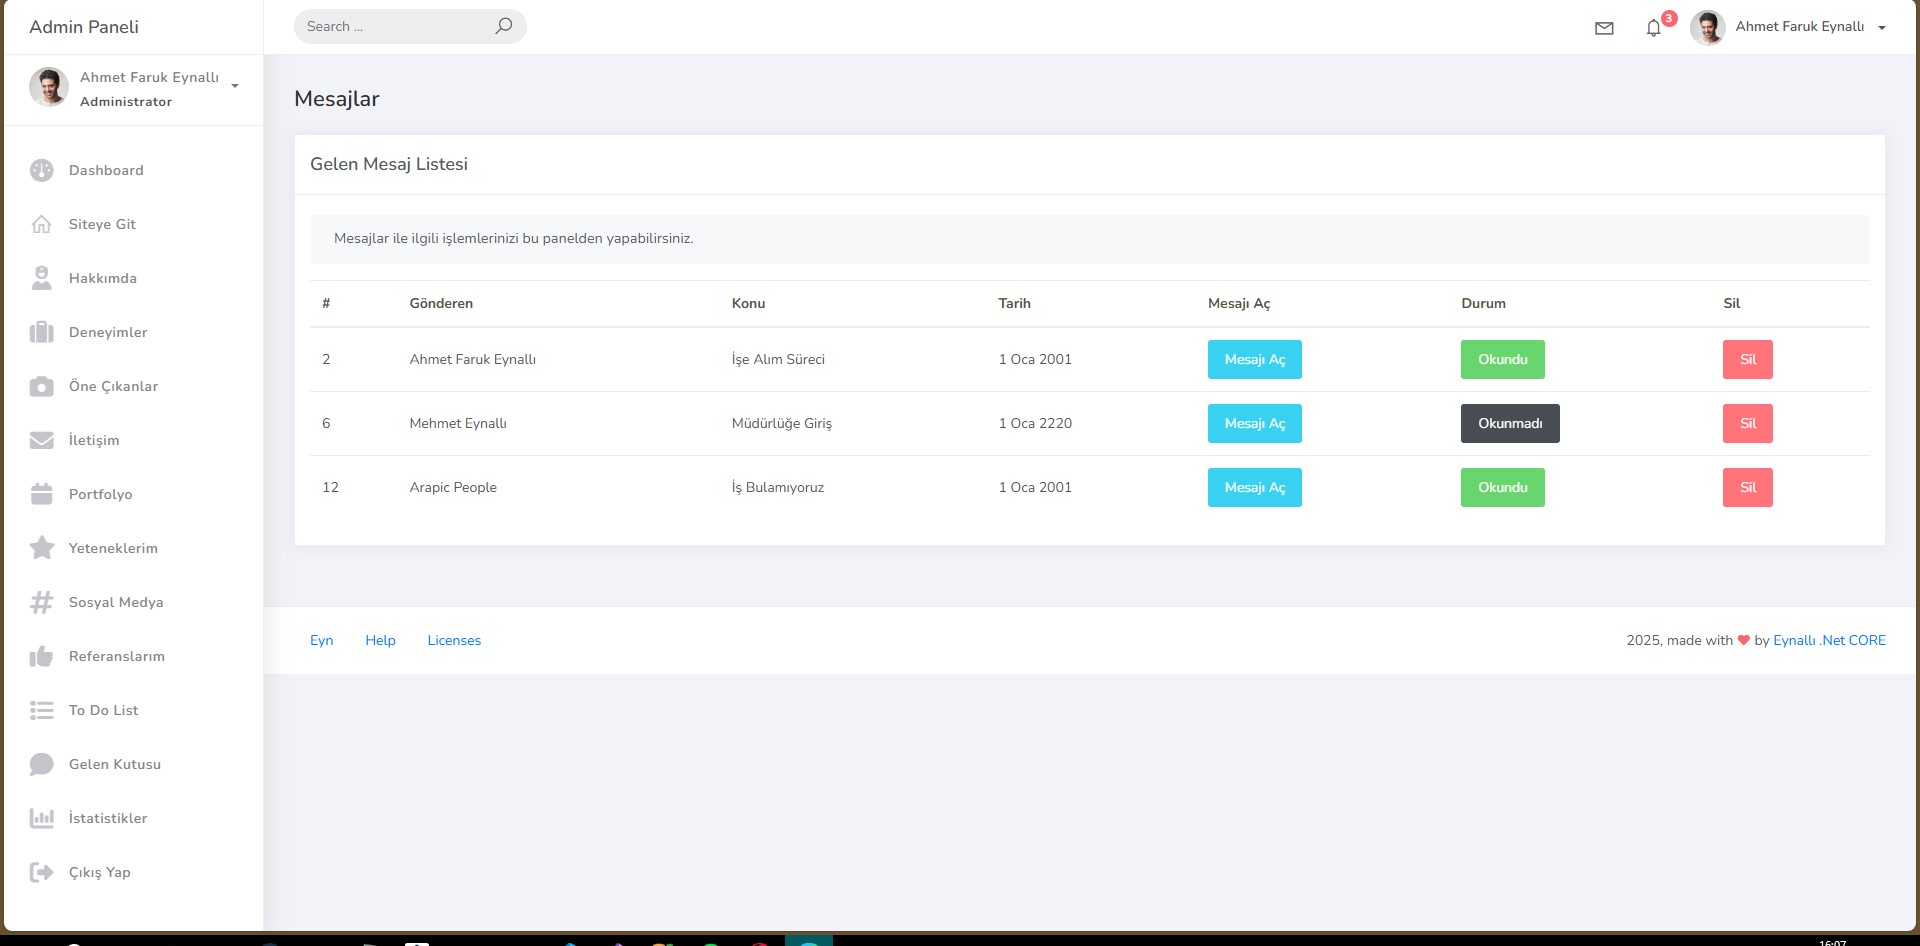 Admin Paneli
Search ...
3
Ahmet Faruk Eynallı
Ahmet Faruk Eynallı
Administrator
Dashboard
Siteye Git
Hakkımda
Deneyimler
Öne Çıkanlar
İletişim
Portfolyo
Yeteneklerim
Sosyal Medya
Referanslarım
To Do List
Gelen Kutusu
İstatistikler
Çıkış Yap
Mesajlar
Gelen Mesaj Listesi
Mesajlar ile ilgili işlemlerinizi bu panelden yapabilirsiniz.
# Gönderen Konu Tarih Mesajı Aç Durum Sil
2 Ahmet Faruk Eynallı İşe Alım Süreci 1 Oca 2001 Mesajı Aç Okundu Sil
6 Mehmet Eynallı Müdürlüğe Giriş 1 Oca 2220 Mesajı Aç Okunmadı Sil
12 Arapic People İş Bulamıyoruz 1 Oca 2001 Mesajı Aç Okundu Sil
Eyn Help Licenses
2025, made with ❤ by Eynallı .Net CORE
16:07